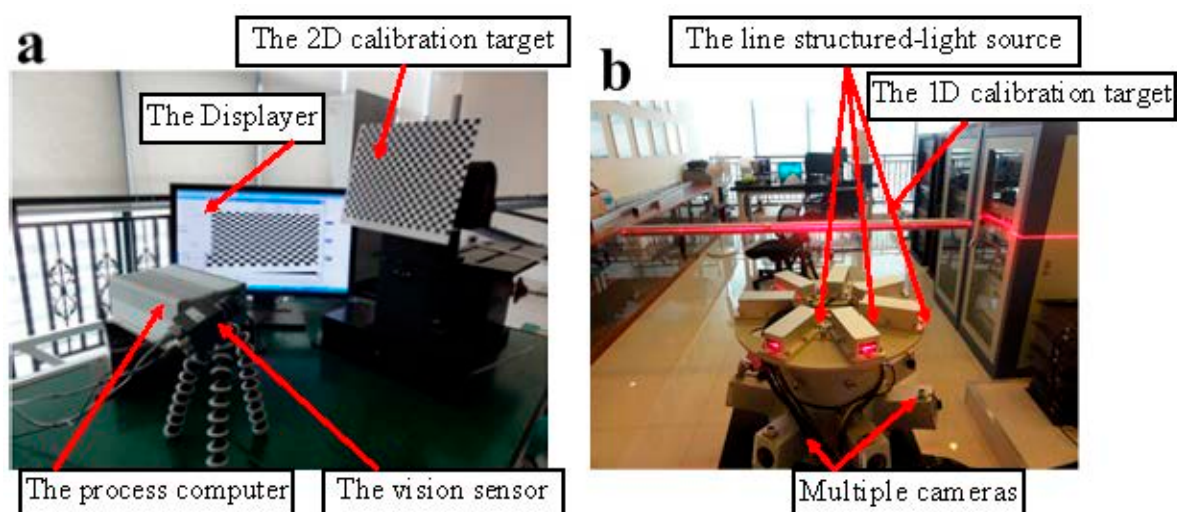 a
The 2D calibration target
The Displayer
The process computer
The vision sensor
b
The line structured-light source
The 1D calibration target
Multiple cameras